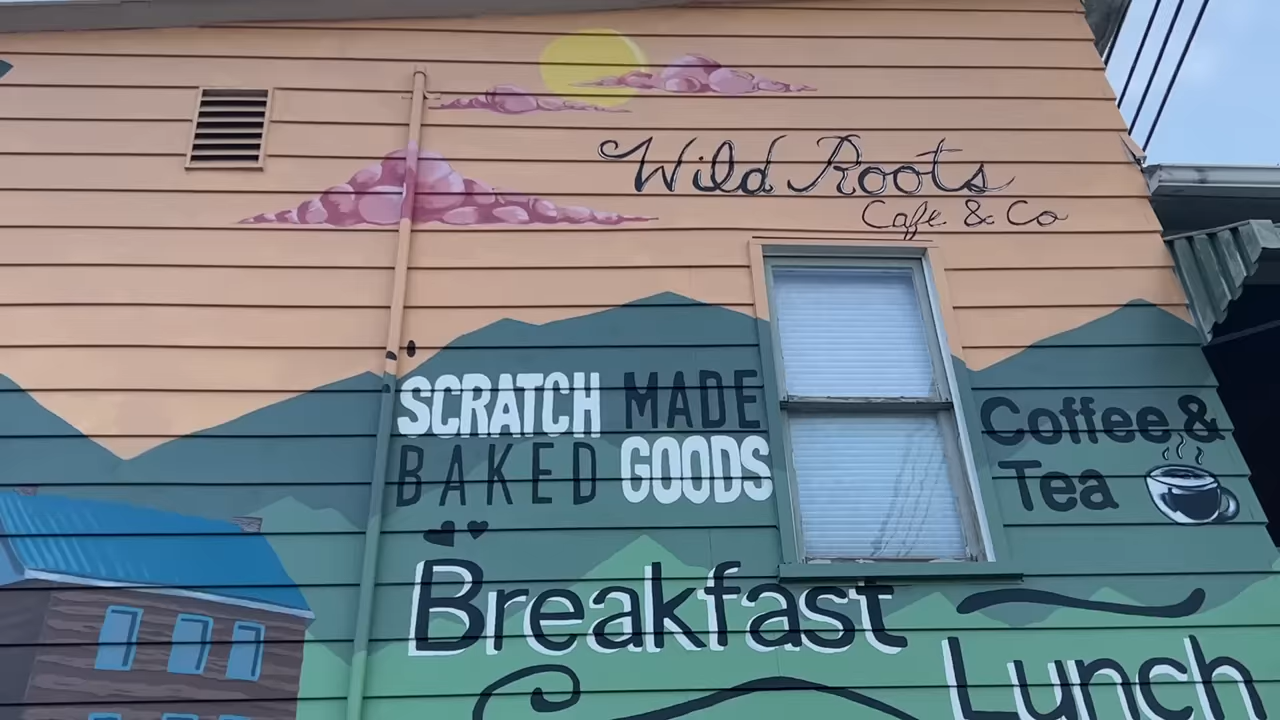 Wild Roots
Cafe & Co
SCRATCH MADE
BAKED GOODS
Coffee &
Tea
Breakfast
Lunch